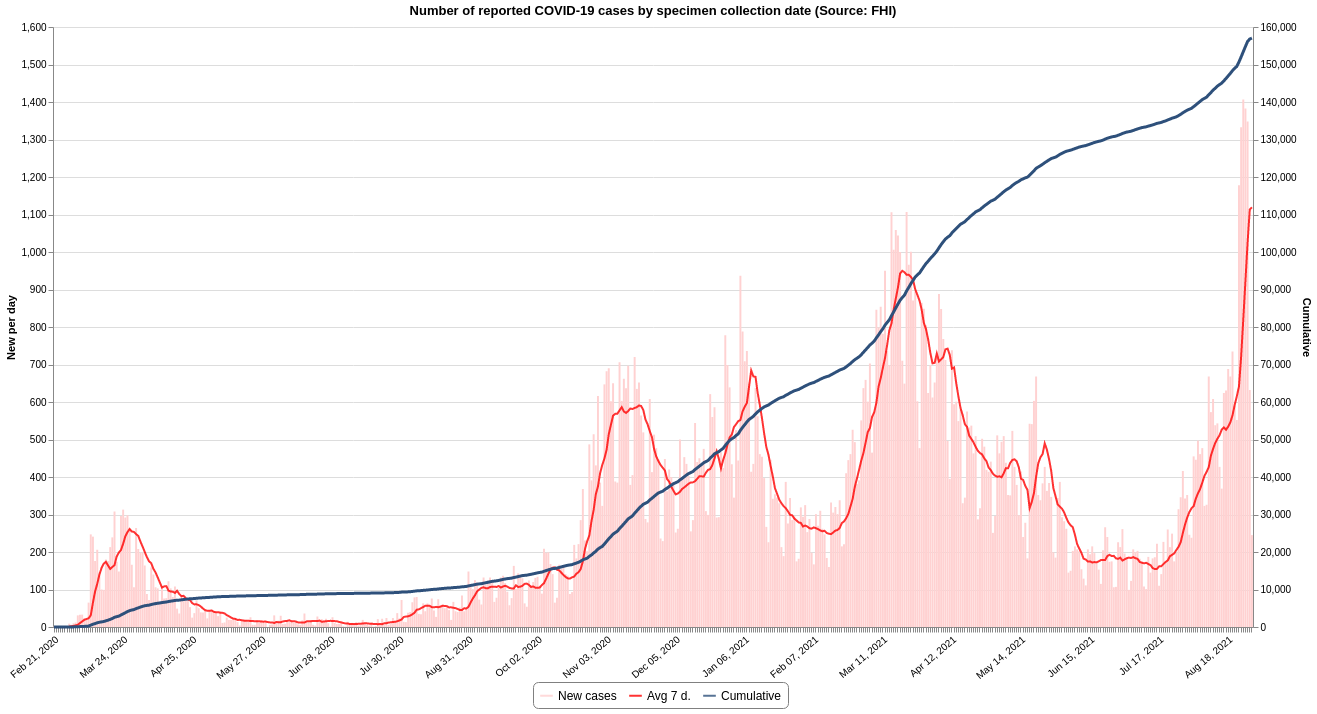 Number of reported COVID-19 cases by specimen collection date (Source: FHI)
1,600
1,500
1,400
1,300
1,200
1,100
1,000
900
800
700
600
500
400
300
200
100
0
New per day
160,000
150,000
140,000
130,000
120,000
110,000
100,000
90,000
80,000
70,000
60,000
50,000
40,000
30,000
20,000
10,000
0
Cumulative
Feb 21, 2020
Mar 24, 2020
Apr 25, 2020
May 27, 2020
Jun 28, 2020
Jul 30, 2020
Aug 31, 2020
Oct 02, 2020
Nov 03, 2020
Dec 05, 2020
Jan 06, 2021
Feb 07, 2021
Mar 11, 2021
Apr 12, 2021
May 14, 2021
Jun 15, 2021
Jul 17, 2021
Aug 18, 2021
New cases Avg 7 d. Cumulative